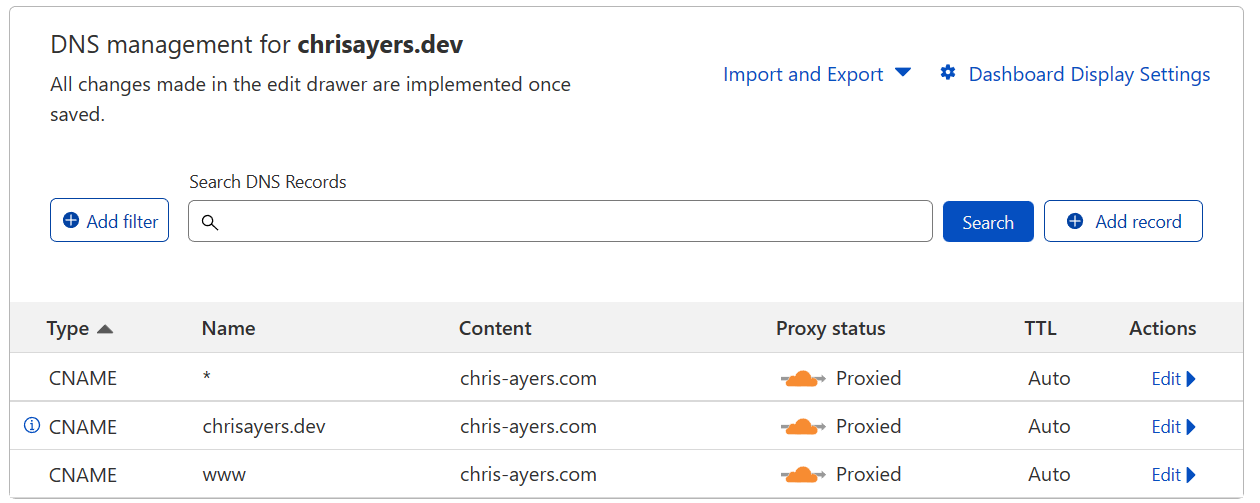 DNS management for chrisayers.dev
All changes made in the edit drawer are implemented once
saved.
Import and Export
Dashboard Display Settings
Search DNS Records
Add filter
Search
Add record
Type Name Content Proxy status TTL Actions
CNAME * chris-ayers.com Proxied Auto Edit
CNAME chrisayers.dev chris-ayers.com Proxied Auto Edit
CNAME www chris-ayers.com Proxied Auto Edit